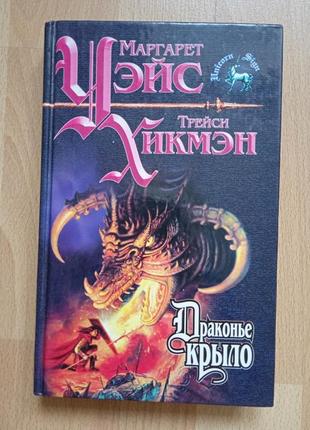 Маргарет
Уэйс
Unicorn Sign
Трейси
Хикмэн
Драконье
крыло